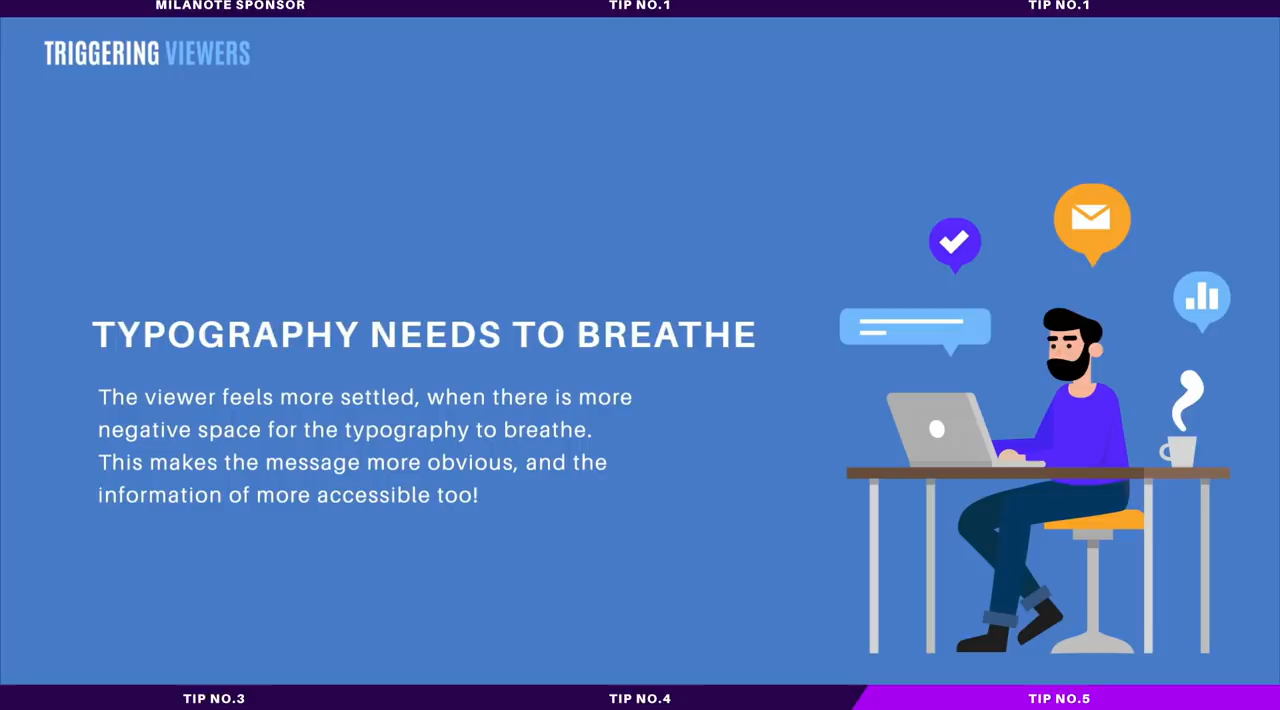 MILANOTE SPONSOR TIP NO.1 TIP NO.1
TRIGGERING VIEWERS
TYPOGRAPHY NEEDS TO BREATHE
The viewer feels more settled, when there is more
negative space for the typography to breathe.
This makes the message more obvious, and the
information of more accessible too!
TIP NO.3 TIP NO.4 TIP NO.5